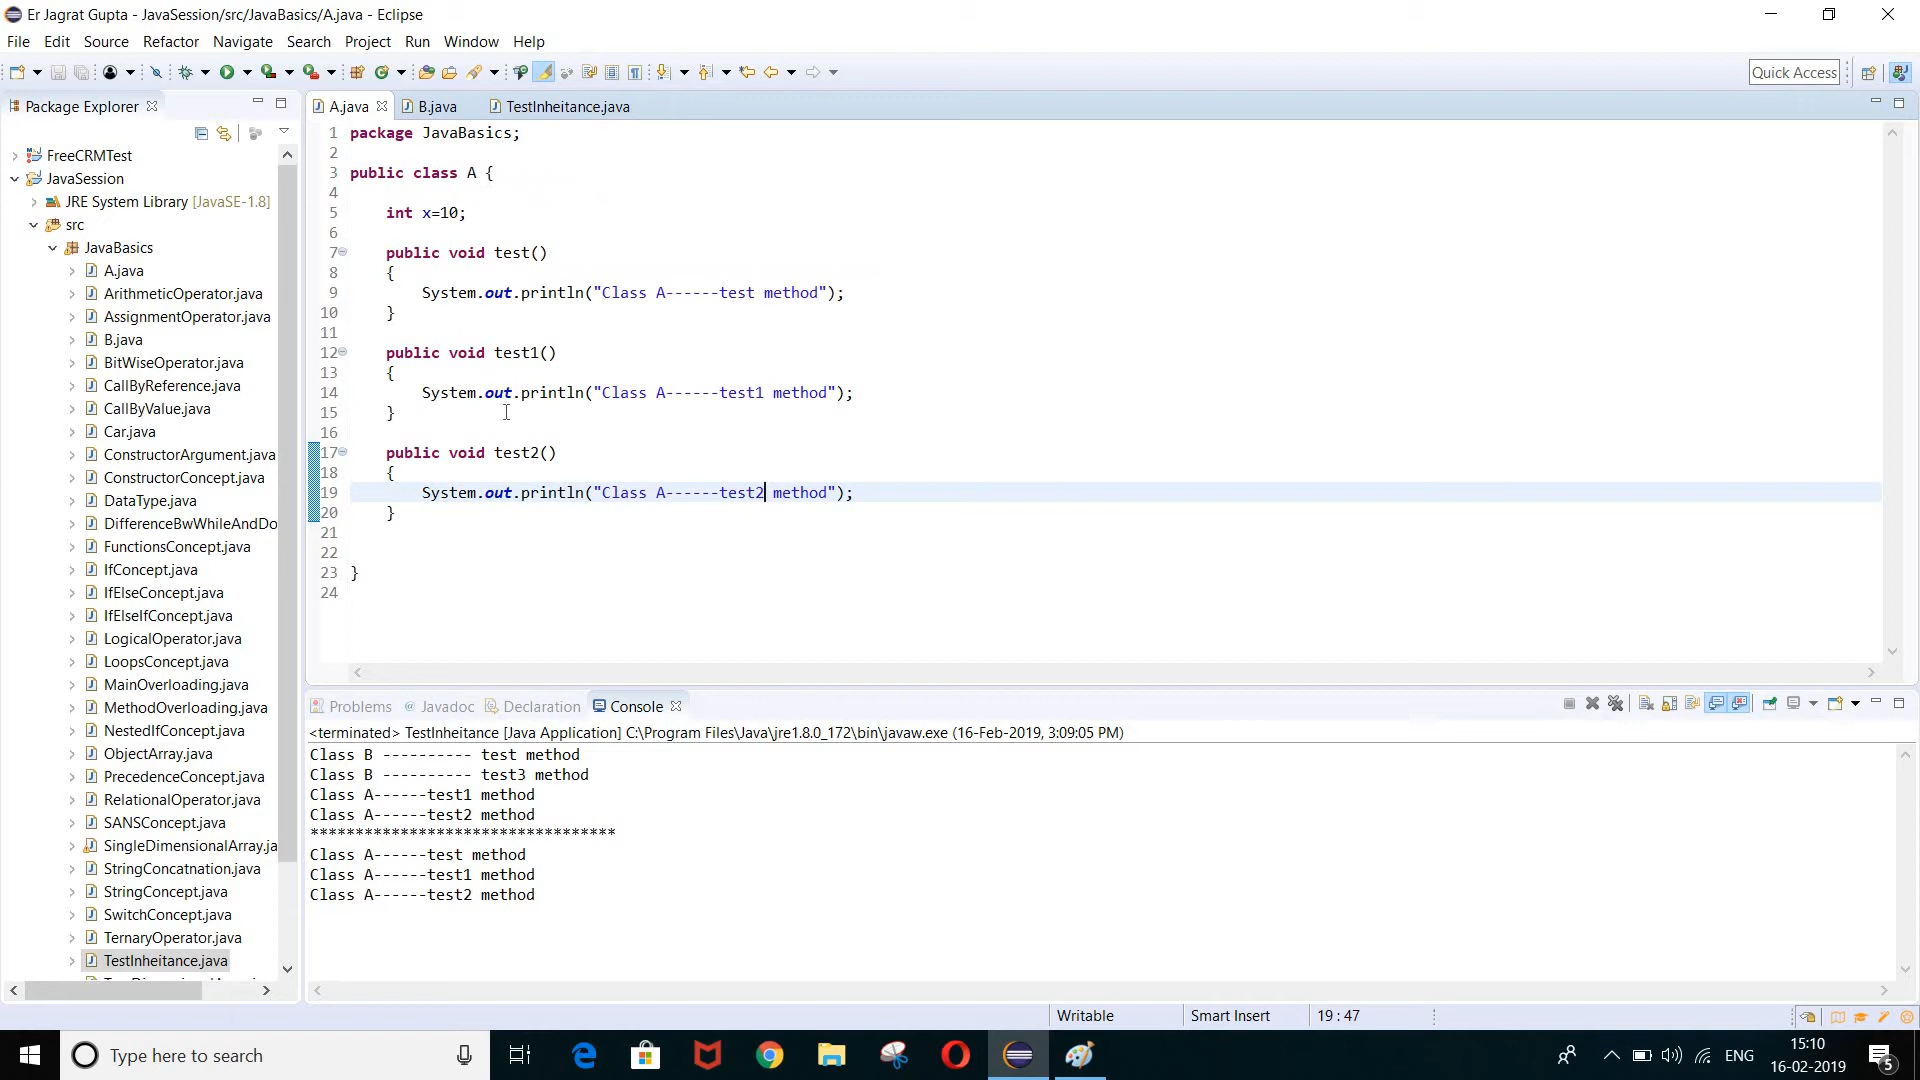 Er Jagrat Gupta - JavaSession/src/JavaBasics/A.java - Eclipse
File Edit Source Refactor Navigate Search Project Run Window Help
Quick Access
Package Explorer
FreeCRMTest
JavaSession
JRE System Library [JavaSE-1.8]
src
JavaBasics
A.java
ArithmeticOperator.java
AssignmentOperator.java
B.java
BitWiseOperator.java
CallByReference.java
CallByValue.java
Car.java
ConstructorArgument.java
ConstructorConcept.java
DataType.java
DifferenceBwWhileAndDo
FunctionsConcept.java
IfConcept.java
IfElseConcept.java
IfElseIfConcept.java
LogicalOperator.java
LoopsConcept.java
MainOverloading.java
MethodOverloading.java
NestedIfConcept.java
ObjectArray.java
PrecedenceConcept.java
RelationalOperator.java
SANSConcept.java
SingleDimensionalArray.ja
StringConcatnation.java
StringConcept.java
SwitchConcept.java
TernaryOperator.java
TestInheitance.java
A.java B.java TestInheitance.java
1 package JavaBasics;
2
3 public class A {
4
5 int x=10;
6
7 public void test()
8 {
9 System.out.println("Class A------test method");
10 }
11
12 public void test1()
13 {
14 System.out.println("Class A------test1 method");
15 }
16
17 public void test2()
18 {
19 System.out.println("Class A------test2 method");
20 }
21
22
23 }
24
Problems @ Javadoc Declaration Console
<terminated> TestInheitance [Java Application] C:\Program Files\Java\jre1.8.0_172\bin\javaw.exe (16-Feb-2019, 3:09:05 PM)
Class B ---------- test method
Class B ---------- test3 method
Class A------test1 method
Class A------test2 method
**********************************
Class A------test method
Class A------test1 method
Class A------test2 method
Writable Smart Insert 19 : 47
Type here to search
ENG
15:10
16-02-2019
5